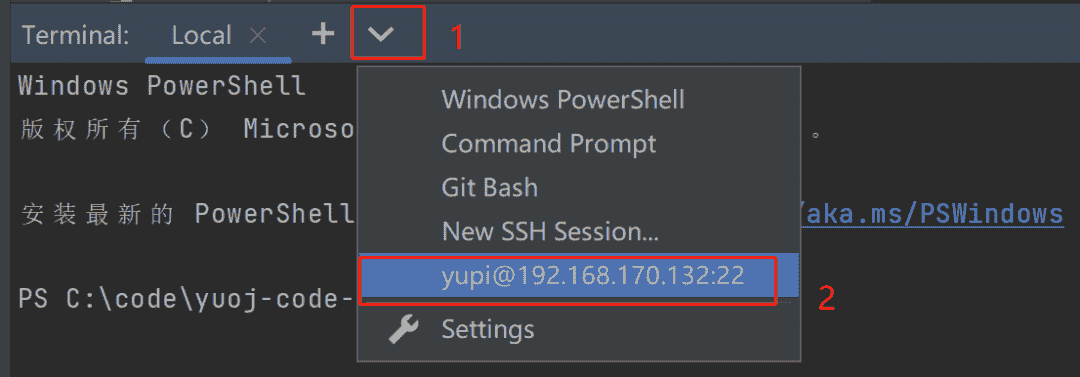 Terminal: Local × + 1
Windows PowerShell
版权所有（C） Microso 。
安装最新的 PowerShell /aka.ms/PSWindows
PS C:\code\yuoj-code-
Windows PowerShell
Command Prompt
Git Bash
New SSH Session...
yupi@192.168.170.132:22
2
Settings